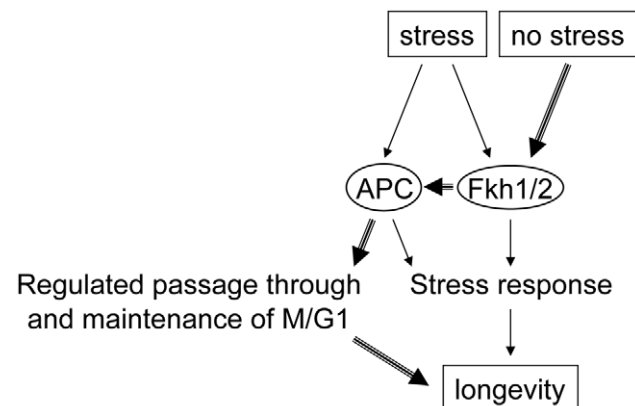 stress
no stress
APC
Fkh1/2
Regulated passage through
and maintenance of M/G1
Stress response
longevity